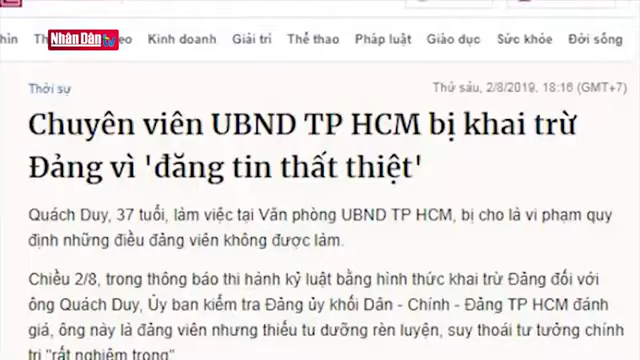 hìn Th Nhân Dân tv eo Kinh doanh Giải trí Thể thao Pháp luật Giáo dục Sức khỏe Đời sống
Thời sự Thứ sáu, 2/8/2019, 18:16 (GMT+7)
Chuyên viên UBND TP HCM bị khai trừ
Đảng vì 'đăng tin thất thiệt'
Quách Duy, 37 tuổi, làm việc tại Văn phòng UBND TP HCM, bị cho là vi phạm quy
định những điều đảng viên không được làm.
Chiều 2/8, trong thông báo thi hành kỷ luật bằng hình thức khai trừ Đảng đối với
ông Quách Duy, Ủy ban kiểm tra Đảng ủy khối Dân - Chính - Đảng TP HCM đánh
giá, ông này là đảng viên nhưng thiếu tu dưỡng rèn luyện, suy thoái tư tưởng chính
trị "rất nghiêm trọng"